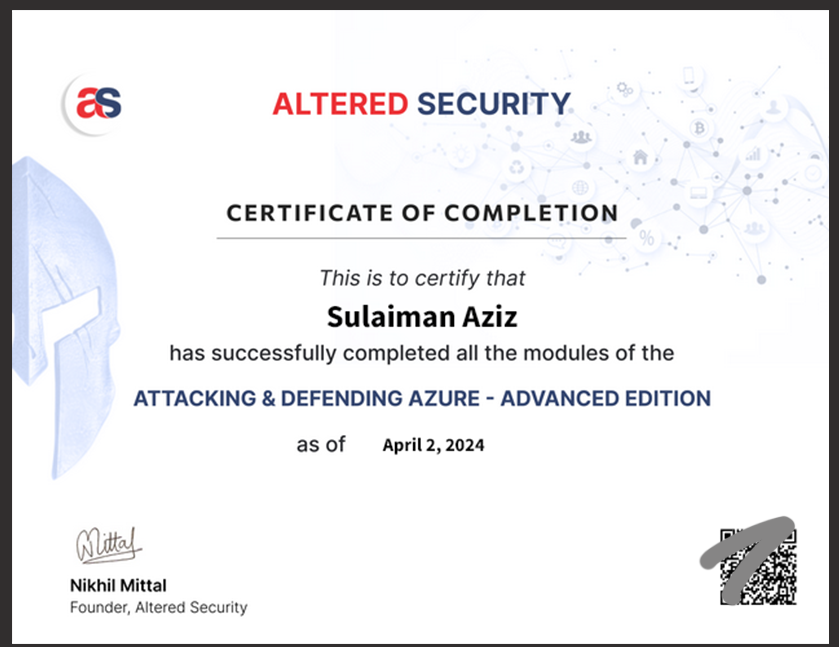 as
ALTERED SECURITY
CERTIFICATE OF COMPLETION
This is to certify that
Sulaiman Aziz
has successfully completed all the modules of the
ATTACKING & DEFENDING AZURE - ADVANCED EDITION
as of April 2, 2024
Mittal
Nikhil Mittal
Founder, Altered Security